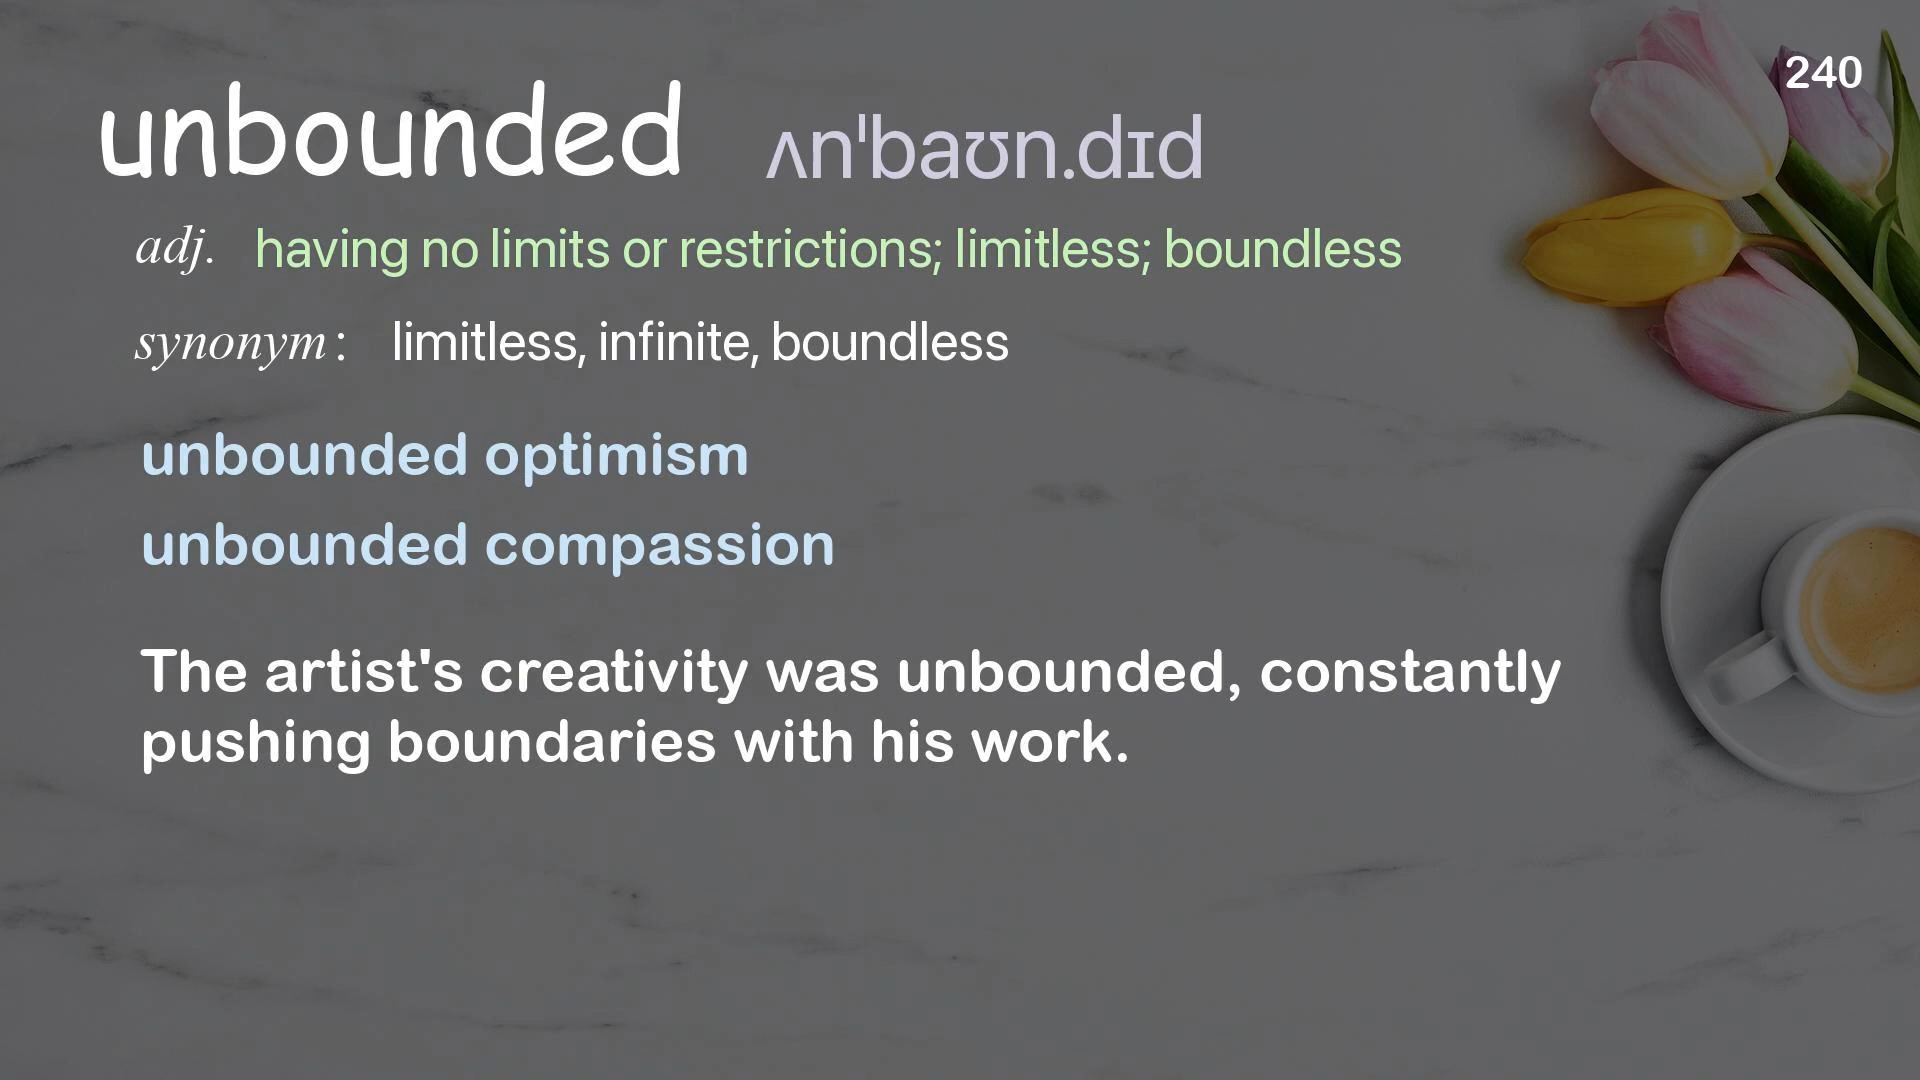 240
unbounded ʌnˈbaʊn.dɪd
adj. having no limits or restrictions; limitless; boundless
synonym: limitless, infinite, boundless
unbounded optimism
unbounded compassion
The artist's creativity was unbounded, constantly
pushing boundaries with his work.